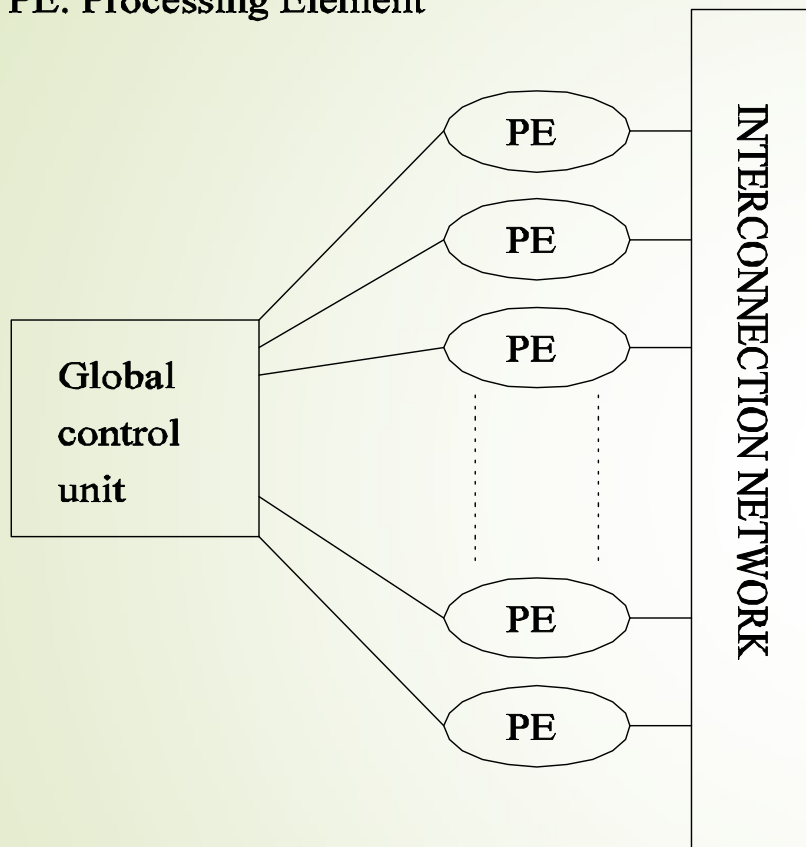 PE: Processing Element
PE
PE
PE
Global
control
unit
PE
PE
INTERCONNECTION NETWORK